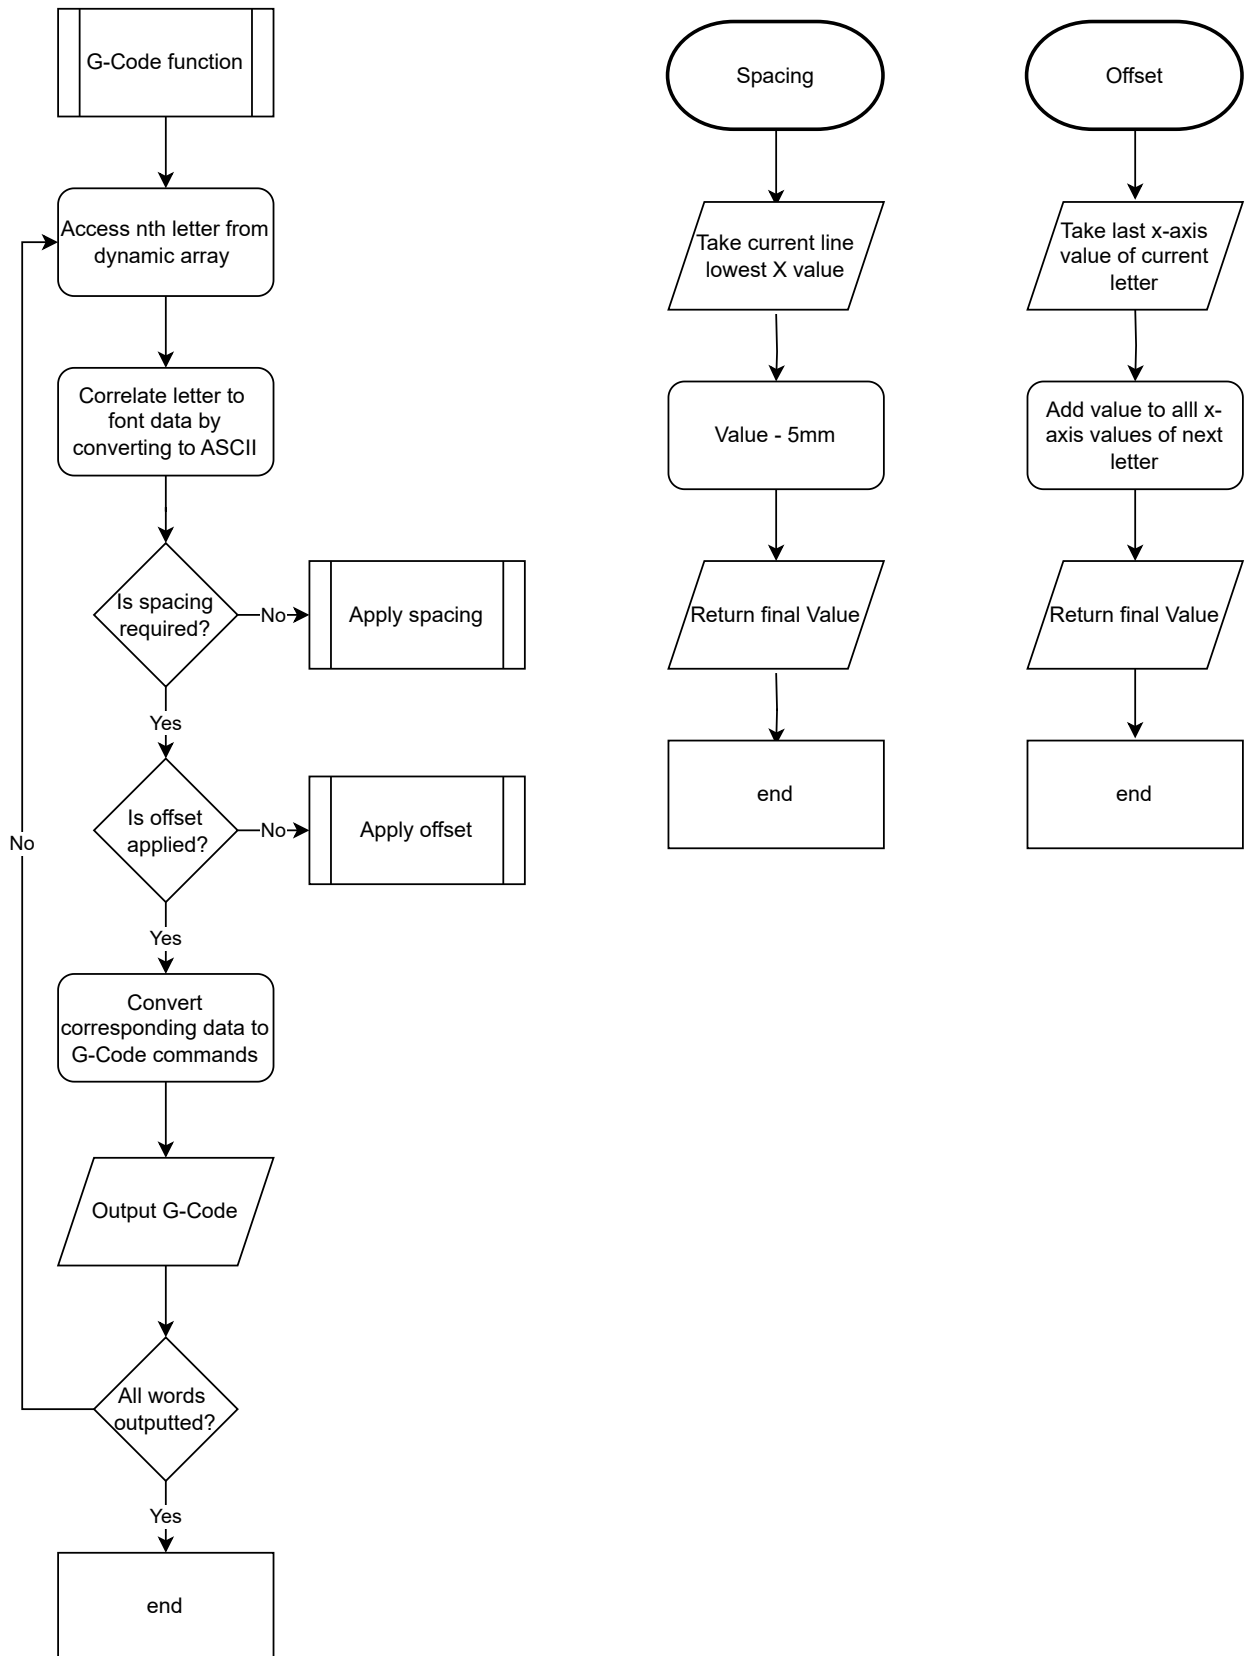 G-Code function
Access nth letter from
dynamic array
Correlate letter to
font data by
converting to ASCII
Is spacing
required?
No
Apply spacing
Yes
Is offset
applied?
No
Apply offset
No
Yes
Convert
corresponding data to
G-Code commands
Output G-Code
All words
outputted?
Yes
end
Spacing
Take current line
lowest X value
Value - 5mm
Return final Value
end
Offset
Take last x-axis
value of current
letter
Add value to alll x-
axis values of next
letter
Return final Value
end